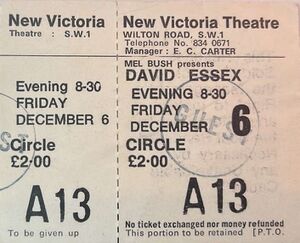 New Victoria
Theatre : S.W.1
Evening 8-30
FRIDAY
DECEMBER 6
Circle
£2·00
A13
To be given up
New Victoria Theatre
WILTON ROAD, S.W.1
Telephone No. 834 0671
Manager : E. C. CARTER
MEL BUSH presents
DAVID ESSEX
EVENING 8-30
FRIDAY
DECEMBER 6
GUEST
CIRCLE
£2·00
A13
No ticket exchanged nor money refunded
This portion to be retained [P.T.O.